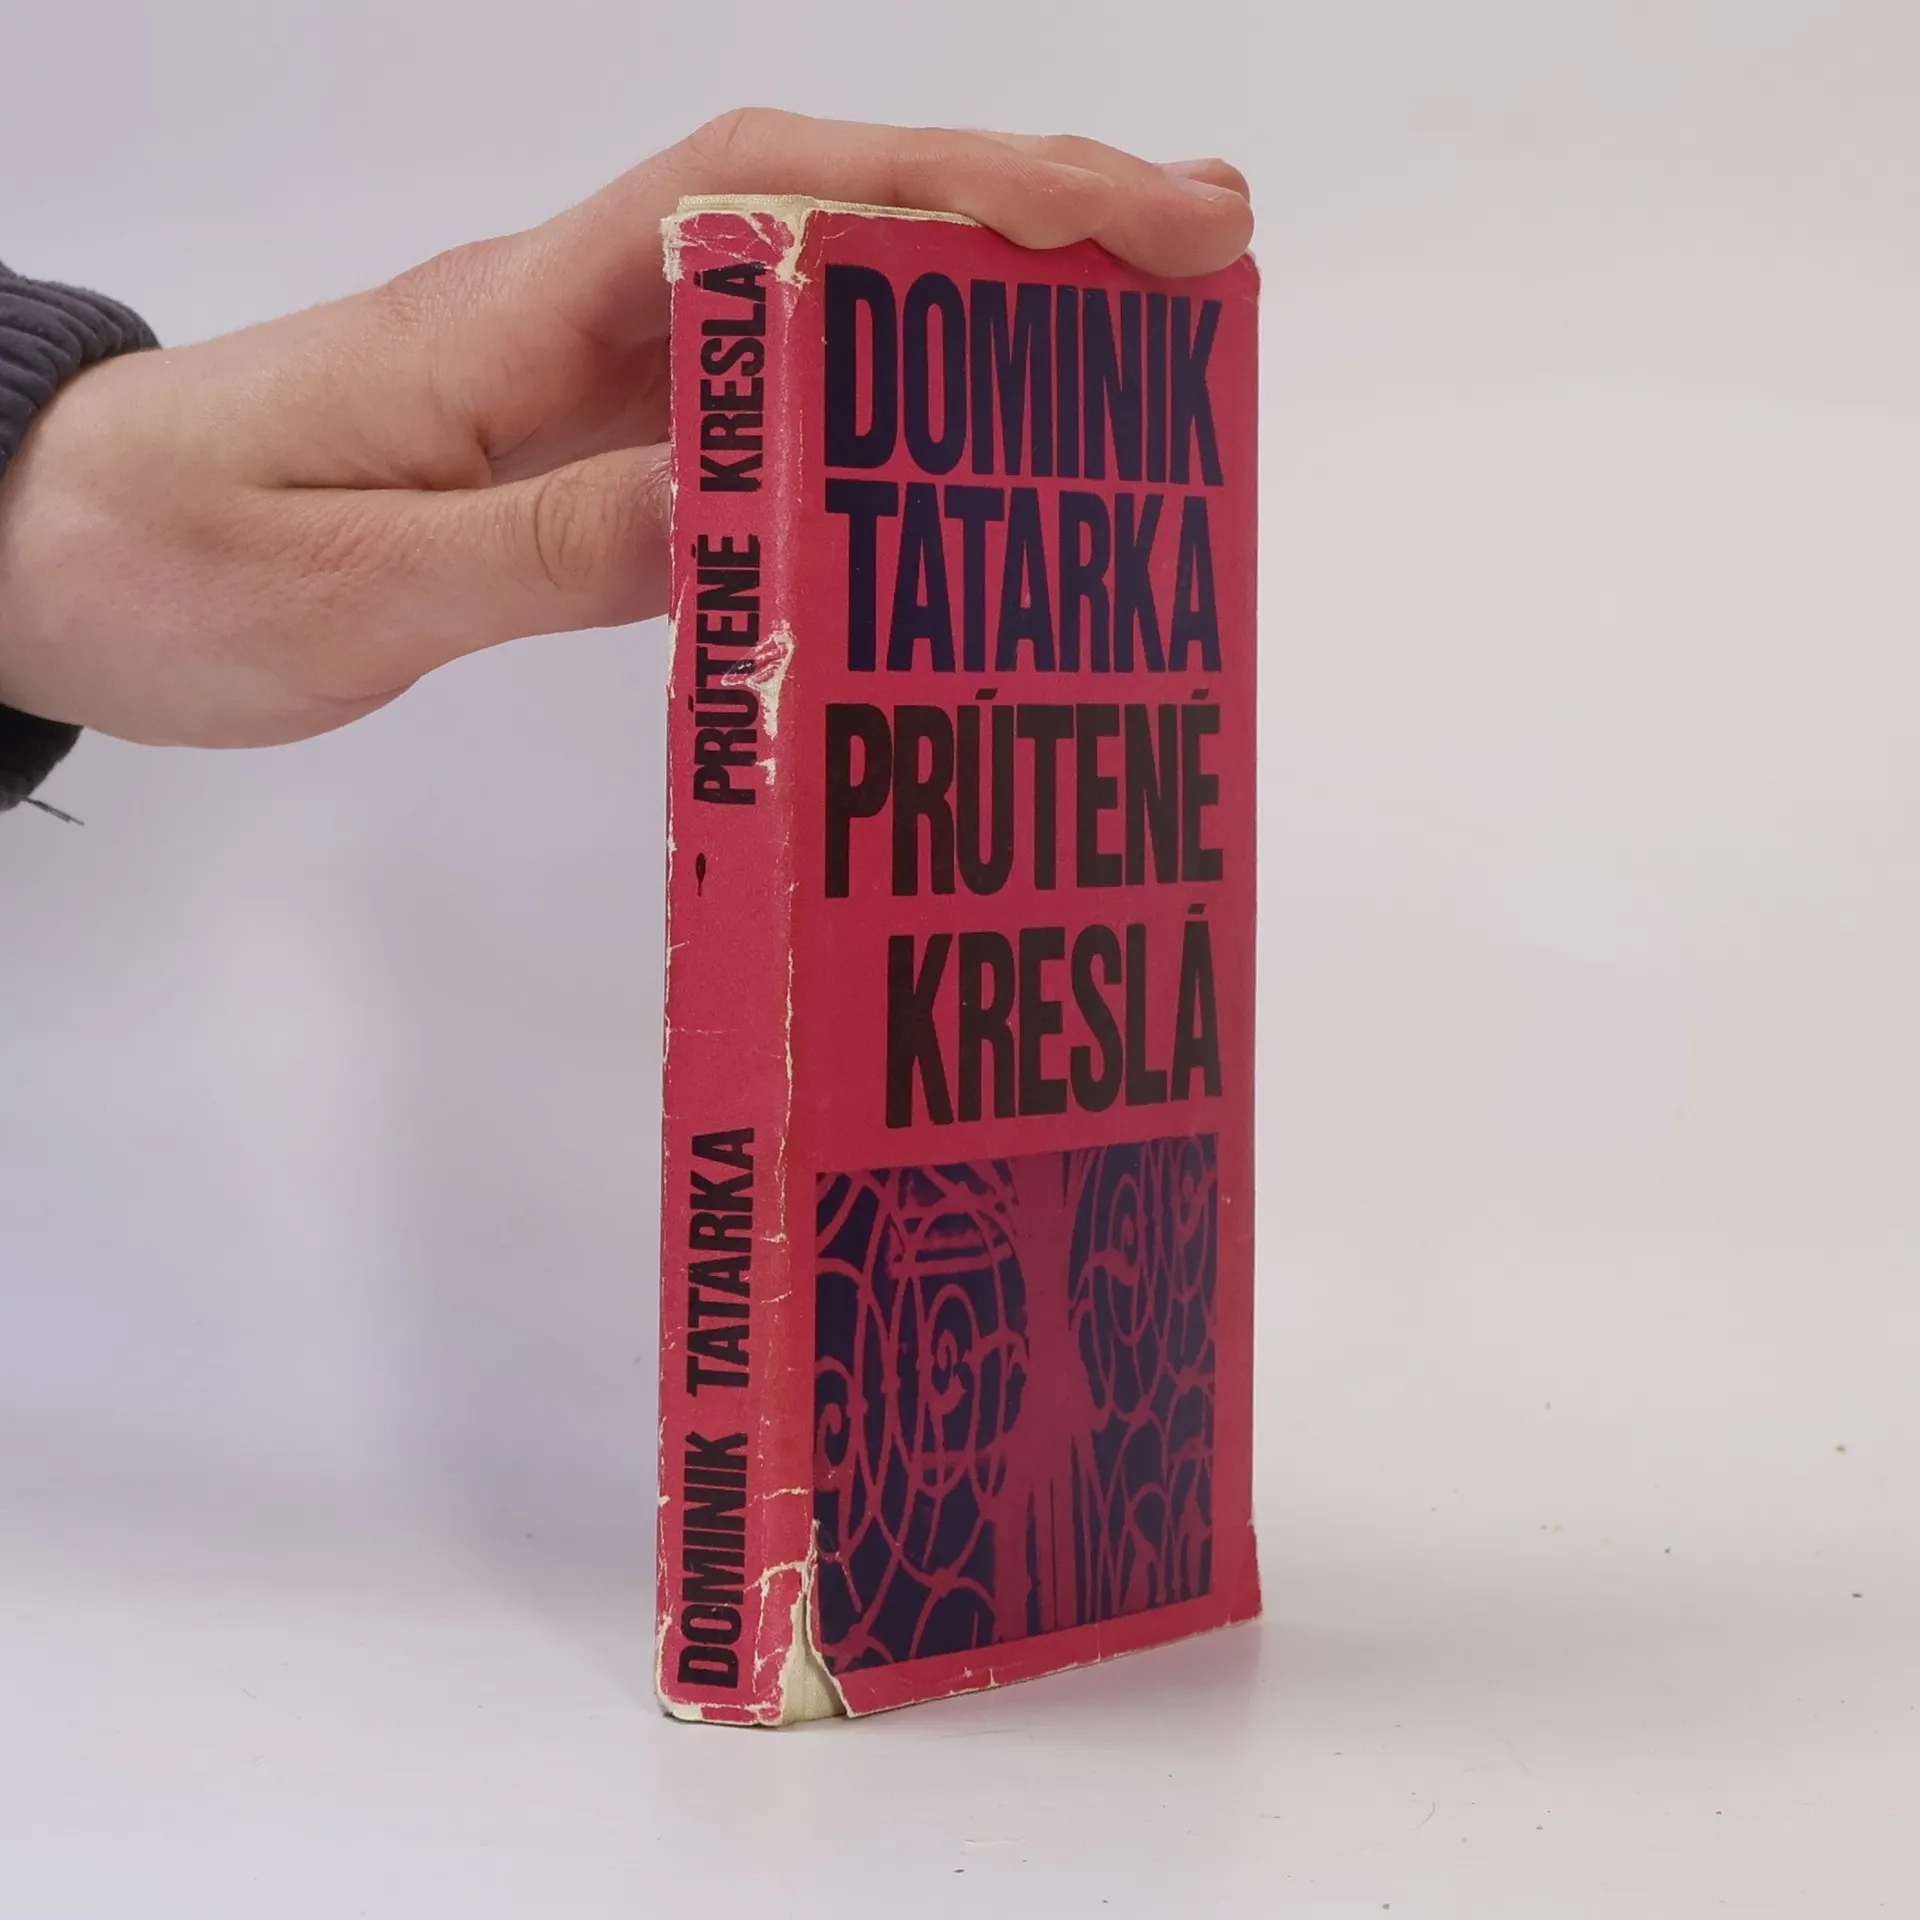 DOMINIK TATARKA PRÚTENÉ KRESLÁ
DOMINIK
TATARKA
PRÚTENÉ
KRESLÁ